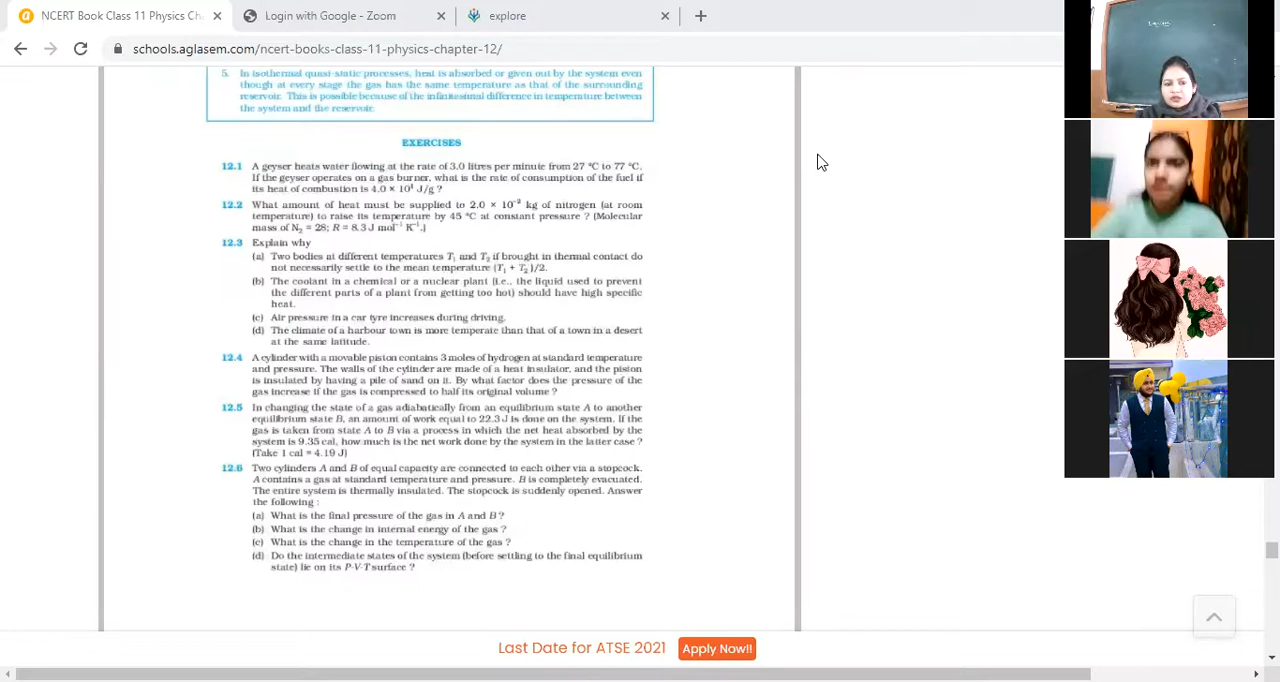 NCERT Book Class 11 Physics Cha
Login with Google - Zoom
explore
schools.aglasem.com/ncert-books-class-11-physics-chapter-12/
5. In isothermal quasi-static processes, heat is absorbed or given out by the system even
though at every stage the gas has the same temperature as that of the surrounding
reservoir. This is possible because of the infinitesimal difference in temperature between
the system and the reservoir.
EXERCISES
12.1 A geyser heats water flowing at the rate of 3.0 litres per minute from 27 °C to 77 °C.
If the geyser operates on a gas burner, what is the rate of consumption of the fuel if
its heat of combustion is 4.0 × 10⁴ J/g ?
12.2 What amount of heat must be supplied to 2.0 × 10⁻² kg of nitrogen (at room
temperature) to raise its temperature by 45 °C at constant pressure ? (Molecular
mass of N₂ = 28; R = 8.3 J mol⁻¹ K⁻¹.)
12.3 Explain why
(a) Two bodies at different temperatures T₁ and T₂ if brought in thermal contact do
not necessarily settle to the mean temperature (T₁ + T₂)/2.
(b) The coolant in a chemical or a nuclear plant (i.e., the liquid used to prevent
the different parts of a plant from getting too hot) should have high specific
heat.
(c) Air pressure in a car tyre increases during driving.
(d) The climate of a harbour town is more temperate than that of a town in a desert
at the same latitude.
12.4 A cylinder with a movable piston contains 3 moles of hydrogen at standard temperature
and pressure. The walls of the cylinder are made of a heat insulator, and the piston
is insulated by having a pile of sand on it. By what factor does the pressure of the
gas increase if the gas is compressed to half its original volume ?
12.5 In changing the state of a gas adiabatically from an equilibrium state A to another
equilibrium state B, an amount of work equal to 22.3 J is done on the system. If the
gas is taken from state A to B via a process in which the net heat absorbed by the
system is 9.35 cal, how much is the net work done by the system in the latter case ?
(Take 1 cal = 4.19 J)
12.6 Two cylinders A and B of equal capacity are connected to each other via a stopcock.
A contains a gas at standard temperature and pressure. B is completely evacuated.
The entire system is thermally insulated. The stopcock is suddenly opened. Answer
the following :
(a) What is the final pressure of the gas in A and B ?
(b) What is the change in internal energy of the gas ?
(c) What is the change in the temperature of the gas ?
(d) Do the intermediate states of the system (before settling to the final equilibrium
state) lie on its P-V-T surface ?
Last Date for ATSE 2021 Apply Now!!